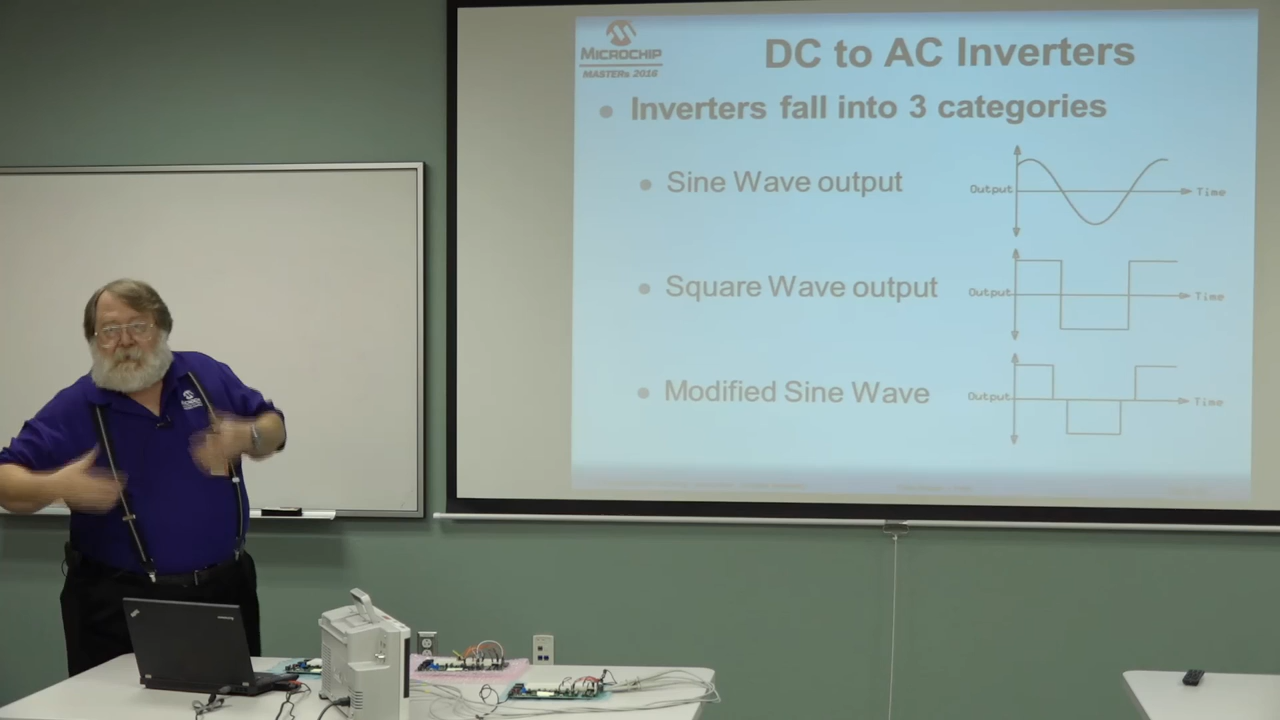 MICROCHIP
MASTERs 2016
DC to AC Inverters
Inverters fall into 3 categories
Sine Wave output
Output
Time
Square Wave output
Output
Time
Modified Sine Wave
Output
Time
MICROCHIP